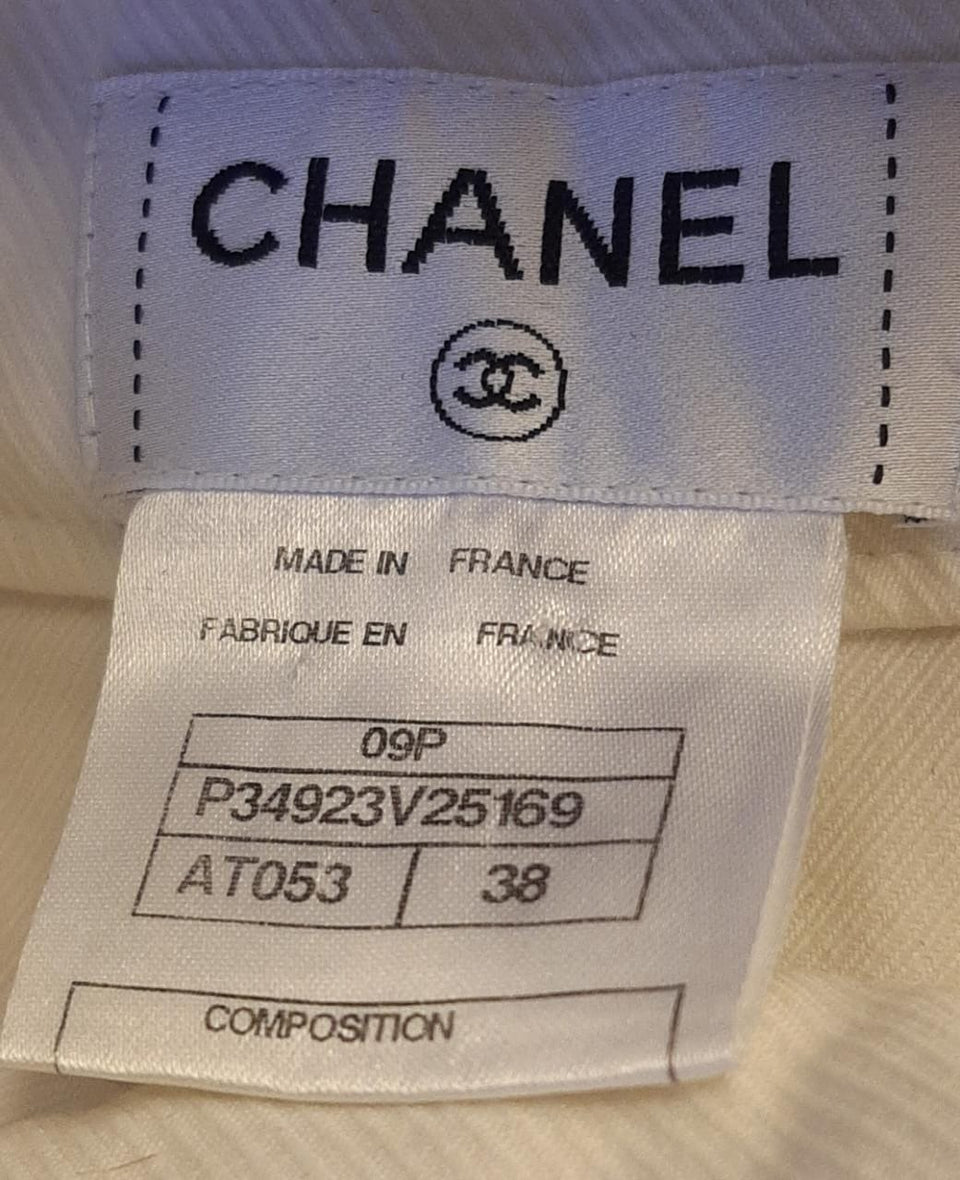 CHANEL
MADE IN FRANCE
FABRIQUE EN FRANCE
09P
P34923V25169
AT053 38
COMPOSITION